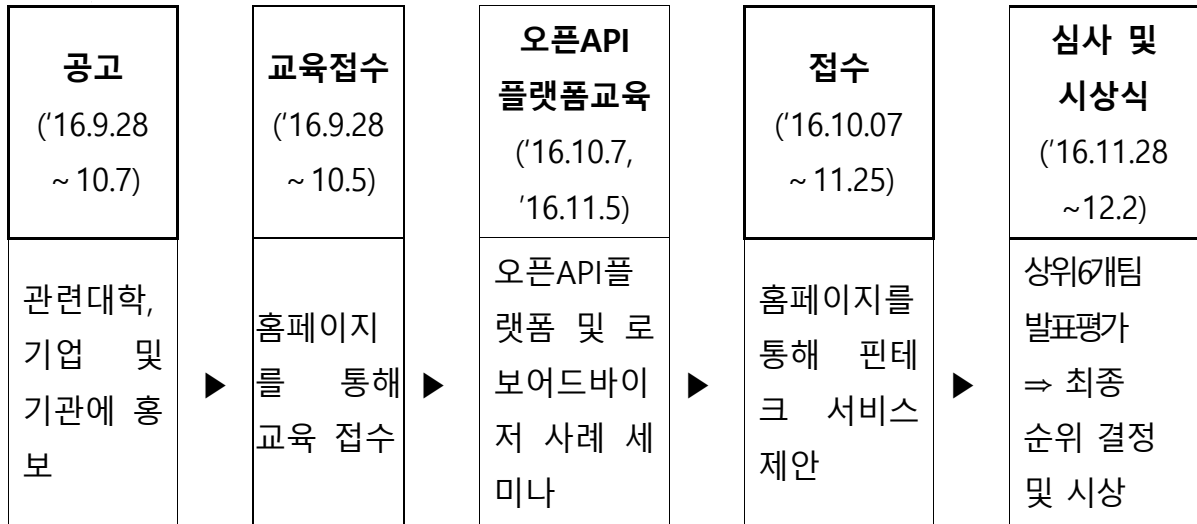 공고
('16.9.28
~ 10.7)
교육접수
('16.9.28
~ 10.5)
오픈API
플랫폼교육
('16.10.7,
'16.11.5)
접수
('16.10.07
~ 11.25)
심사 및
시상식
('16.11.28
~12.2)
관련대학,
기업 및
기관에 홍
보
▶
홈페이지
를 통해
교육 접수
▶
오픈API플
랫폼 및 로
보어드바이
저 사례 세
미나
▶
홈페이지를
통해 핀테
크 서비스
제안
▶
상위6개팀
발표평가
⇒ 최종
순위 결정
및 시상